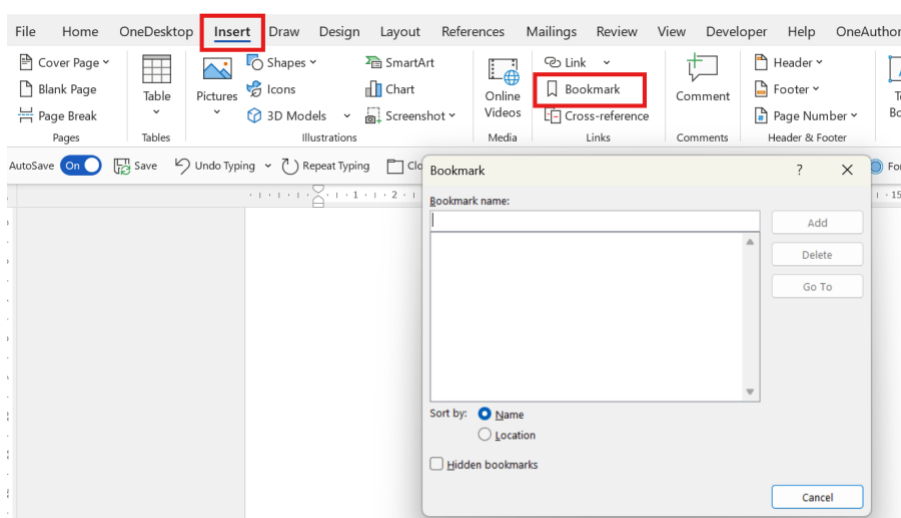 File Home OneDesktop Insert Draw Design Layout References Mailings Review View Developer Help OneAuthor
Cover Page
Blank Page
Page Break
Pages
Table
Tables
Pictures
Shapes
Icons
3D Models
SmartArt
Chart
Screenshot
Illustrations
Online
Videos
Media
Link
Bookmark
Cross-reference
Links
Comment
Comments
Header
Footer
Page Number
Header & Footer
AutoSave On Save Undo Typing Repeat Typing
1 2
15
Bookmark ?
Bookmark name:
Add
Delete
Go To
Sort by: Name
Location
Hidden bookmarks
Cancel